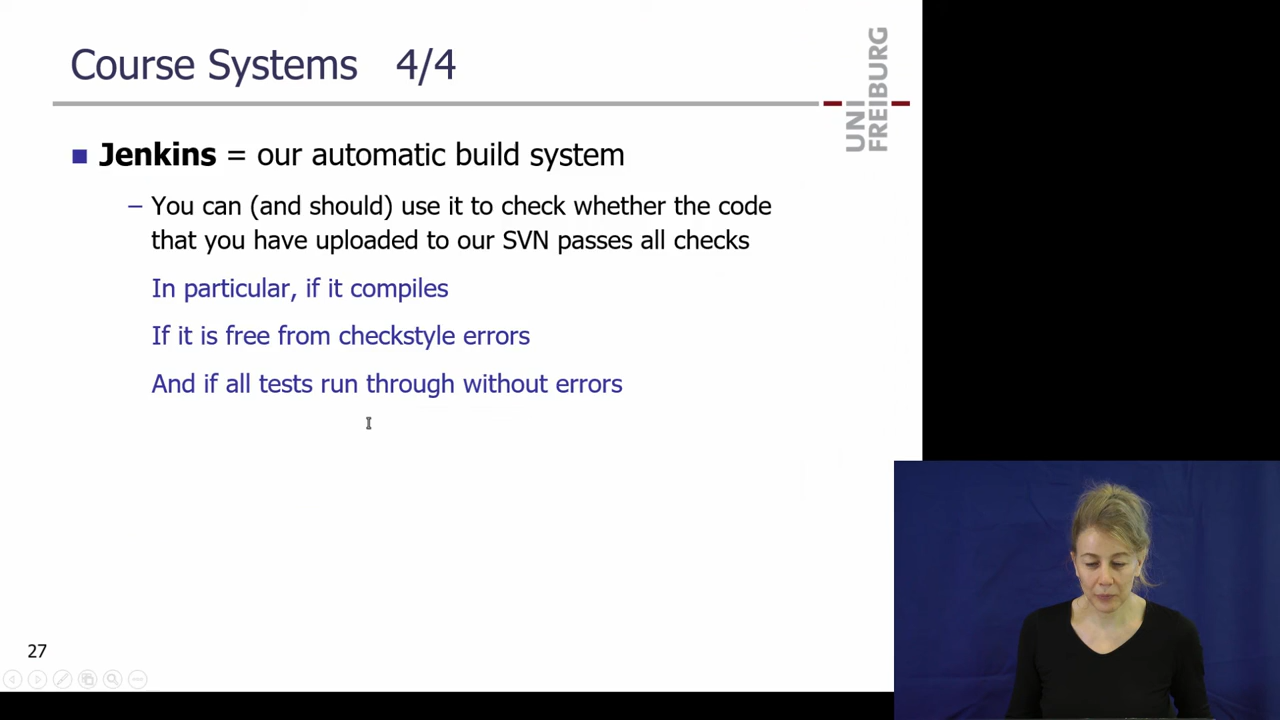 Course Systems 4/4
UNI
FREIBURG
■ Jenkins = our automatic build system
– You can (and should) use it to check whether the code
that you have uploaded to our SVN passes all checks
In particular, if it compiles
If it is free from checkstyle errors
And if all tests run through without errors
27